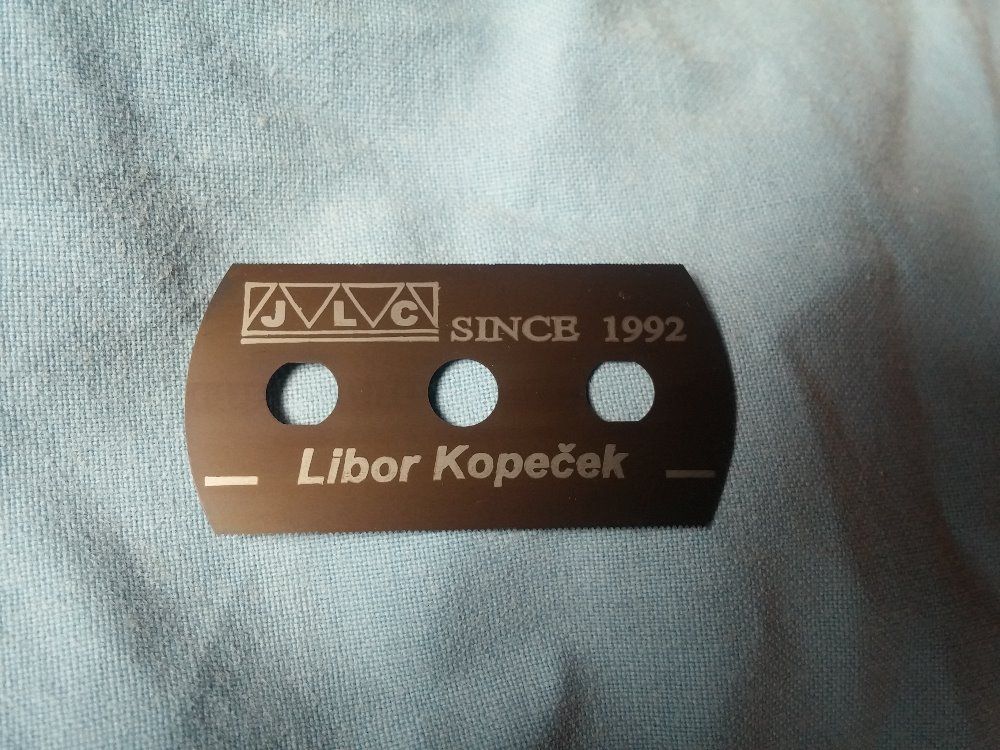 JLC
SINCE 1992
Libor Kopeček